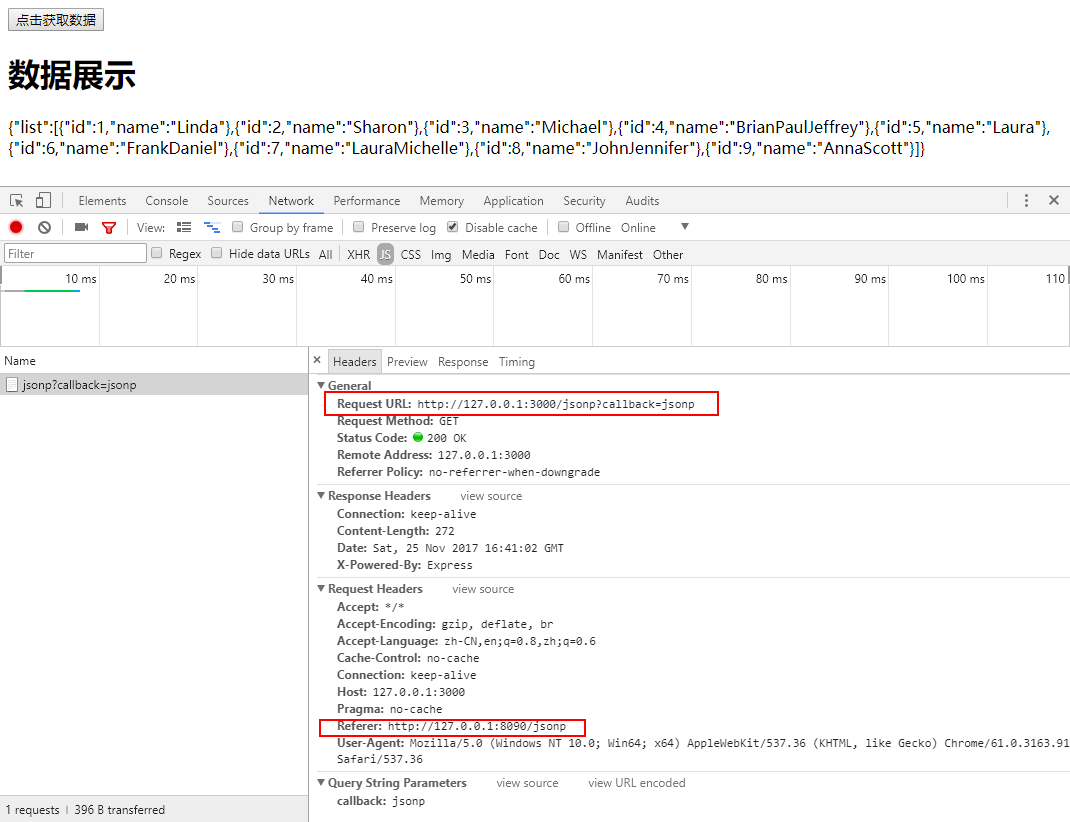 点击获取数据
数据展示
{"list":[{"id":1,"name":"Linda"},{"id":2,"name":"Sharon"},{"id":3,"name":"Michael"},{"id":4,"name":"BrianPaulJeffrey"},{"id":5,"name":"Laura"},
{"id":6,"name":"FrankDaniel"},{"id":7,"name":"LauraMichelle"},{"id":8,"name":"JohnJennifer"},{"id":9,"name":"AnnaScott"}]}
Elements Console Sources Network Performance Memory Application Security Audits
View: Group by frame Preserve log Disable cache Offline Online
Filter Regex Hide data URLs All XHR JS CSS Img Media Font Doc WS Manifest Other
10 ms 20 ms 30 ms 40 ms 50 ms 60 ms 70 ms 80 ms 90 ms 100 ms 110
Name
Headers Preview Response Timing
jsonp?callback=jsonp
General
Request URL: http://127.0.0.1:3000/jsonp?callback=jsonp
Request Method: GET
Status Code: 200 OK
Remote Address: 127.0.0.1:3000
Referrer Policy: no-referrer-when-downgrade
Response Headers view source
Connection: keep-alive
Content-Length: 272
Date: Sat, 25 Nov 2017 16:41:02 GMT
X-Powered-By: Express
Request Headers view source
Accept: */*
Accept-Encoding: gzip, deflate, br
Accept-Language: zh-CN,en;q=0.8,zh;q=0.6
Cache-Control: no-cache
Connection: keep-alive
Host: 127.0.0.1:3000
Pragma: no-cache
Referer: http://127.0.0.1:8090/jsonp
User-Agent: Mozilla/5.0 (Windows NT 10.0; Win64; x64) AppleWebKit/537.36 (KHTML, like Gecko) Chrome/61.0.3163.91
Safari/537.36
Query String Parameters view source view URL encoded
callback: jsonp
1 requests | 396 B transferred